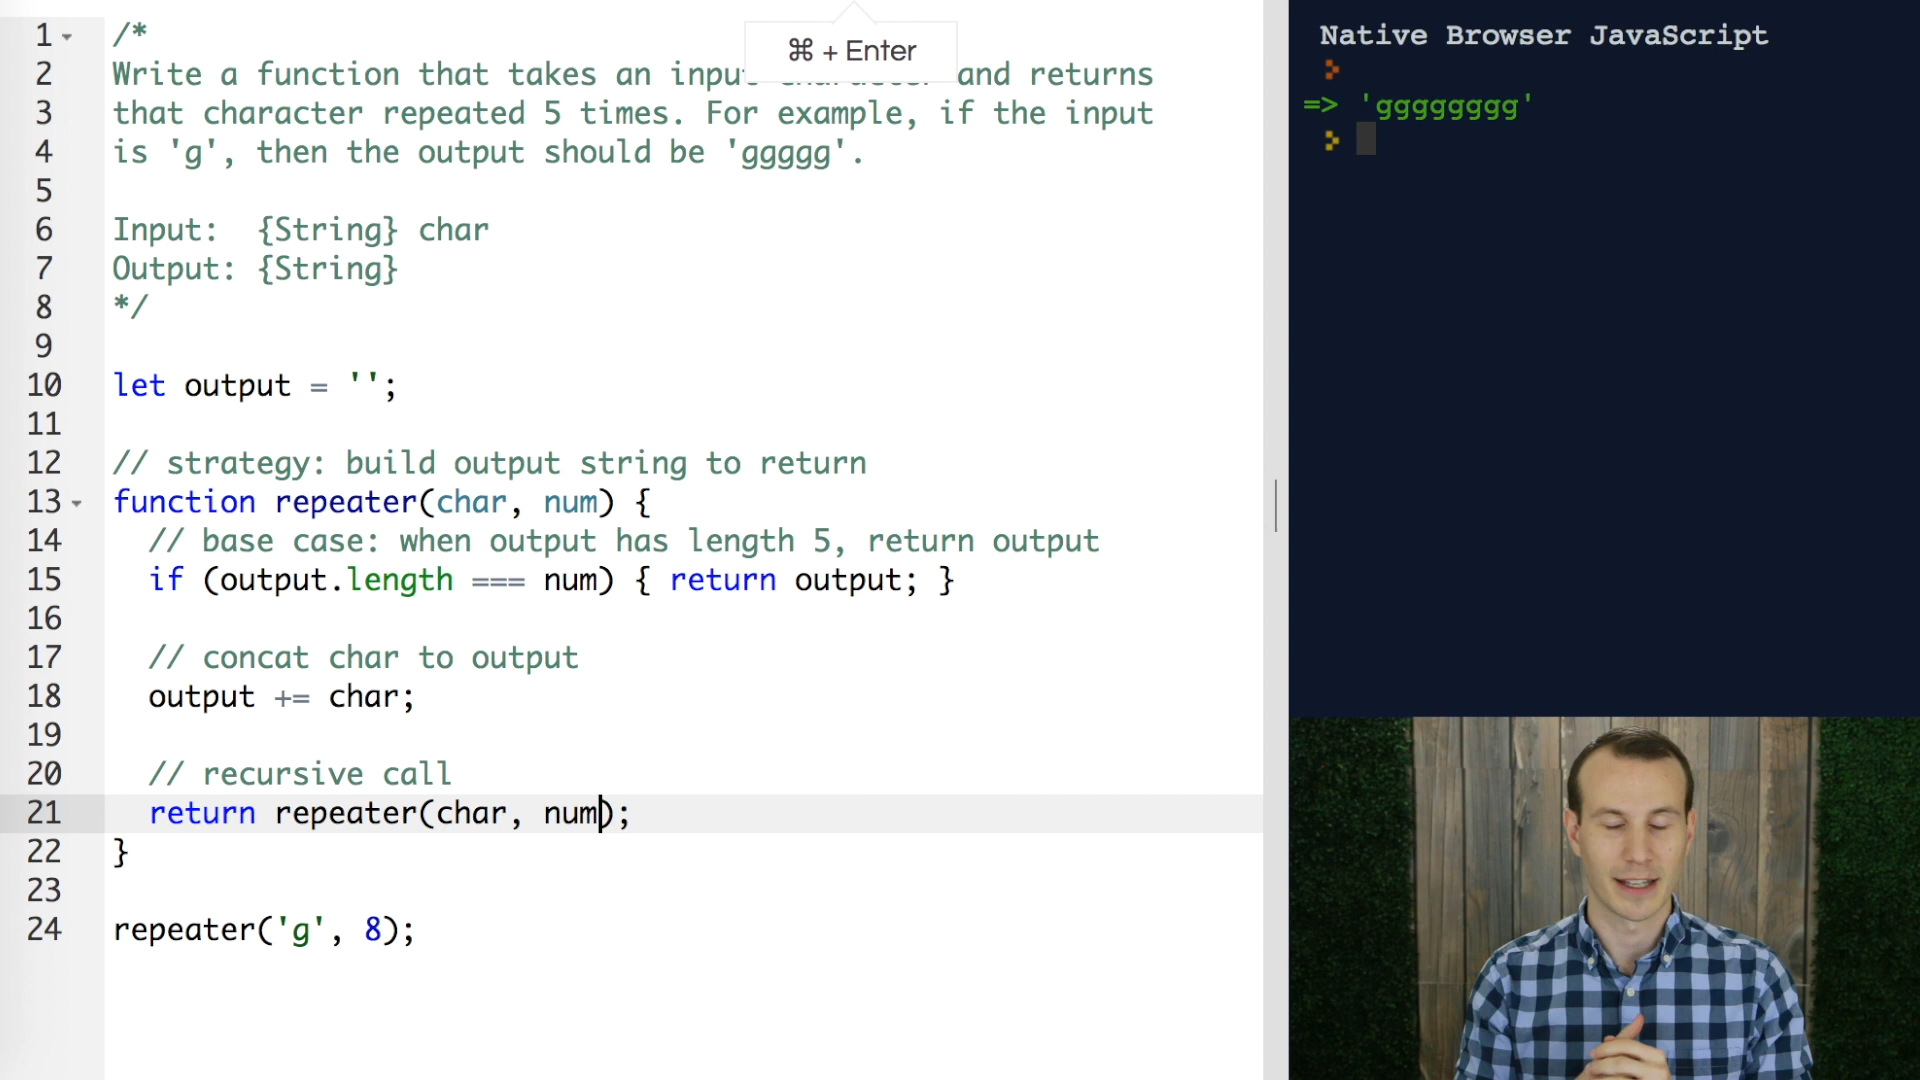 1 /*
⌘ + Enter
2 Write a function that takes an input character and returns
3 that character repeated 5 times. For example, if the input
4 is 'g', then the output should be 'ggggg'.
5
6 Input:  {String} char
7 Output: {String}
8 */
9
10 let output = '';
11
12 // strategy: build output string to return
13 function repeater(char, num) {
14   // base case: when output has length 5, return output
15   if (output.length === num) { return output; }
16
17   // concat char to output
18   output += char;
19
20   // recursive call
21   return repeater(char, num);
22 }
23
24 repeater('g', 8);
Native Browser JavaScript
=> 'gggggggg'